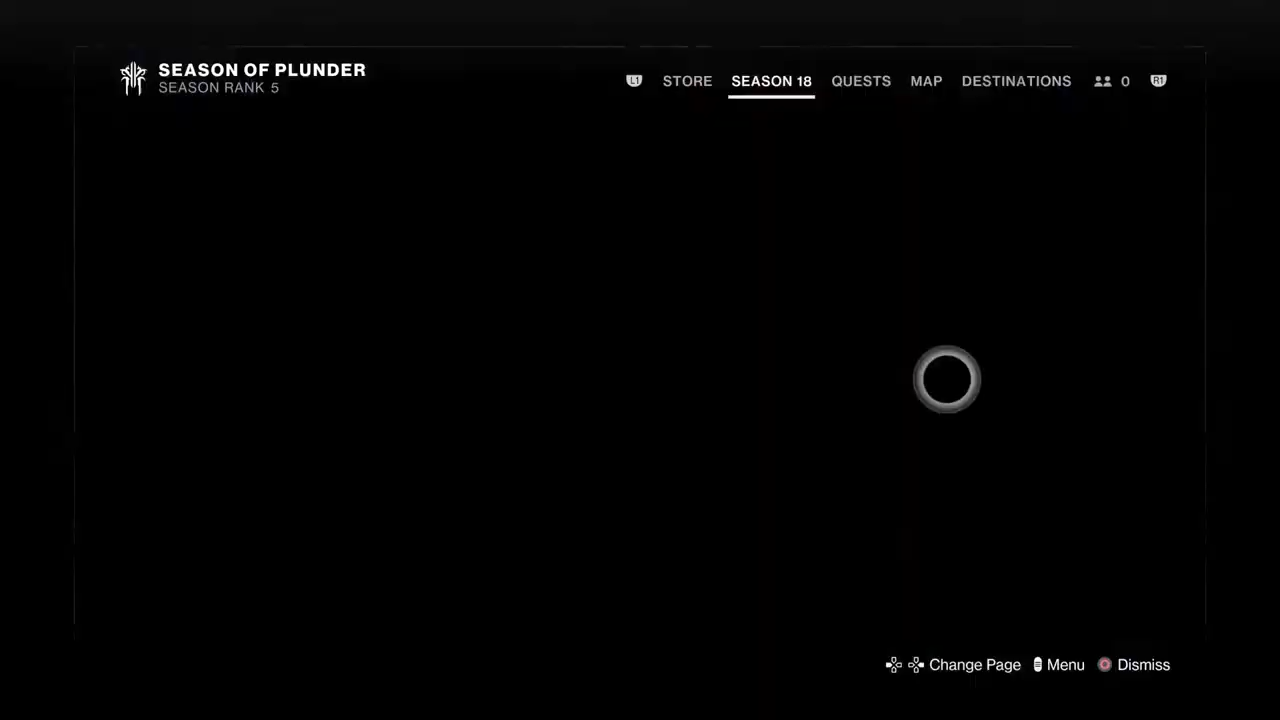 SEASON OF PLUNDER
SEASON RANK 5
L1 STORE SEASON 18 QUESTS MAP DESTINATIONS 0 R1
Change Page Menu Dismiss